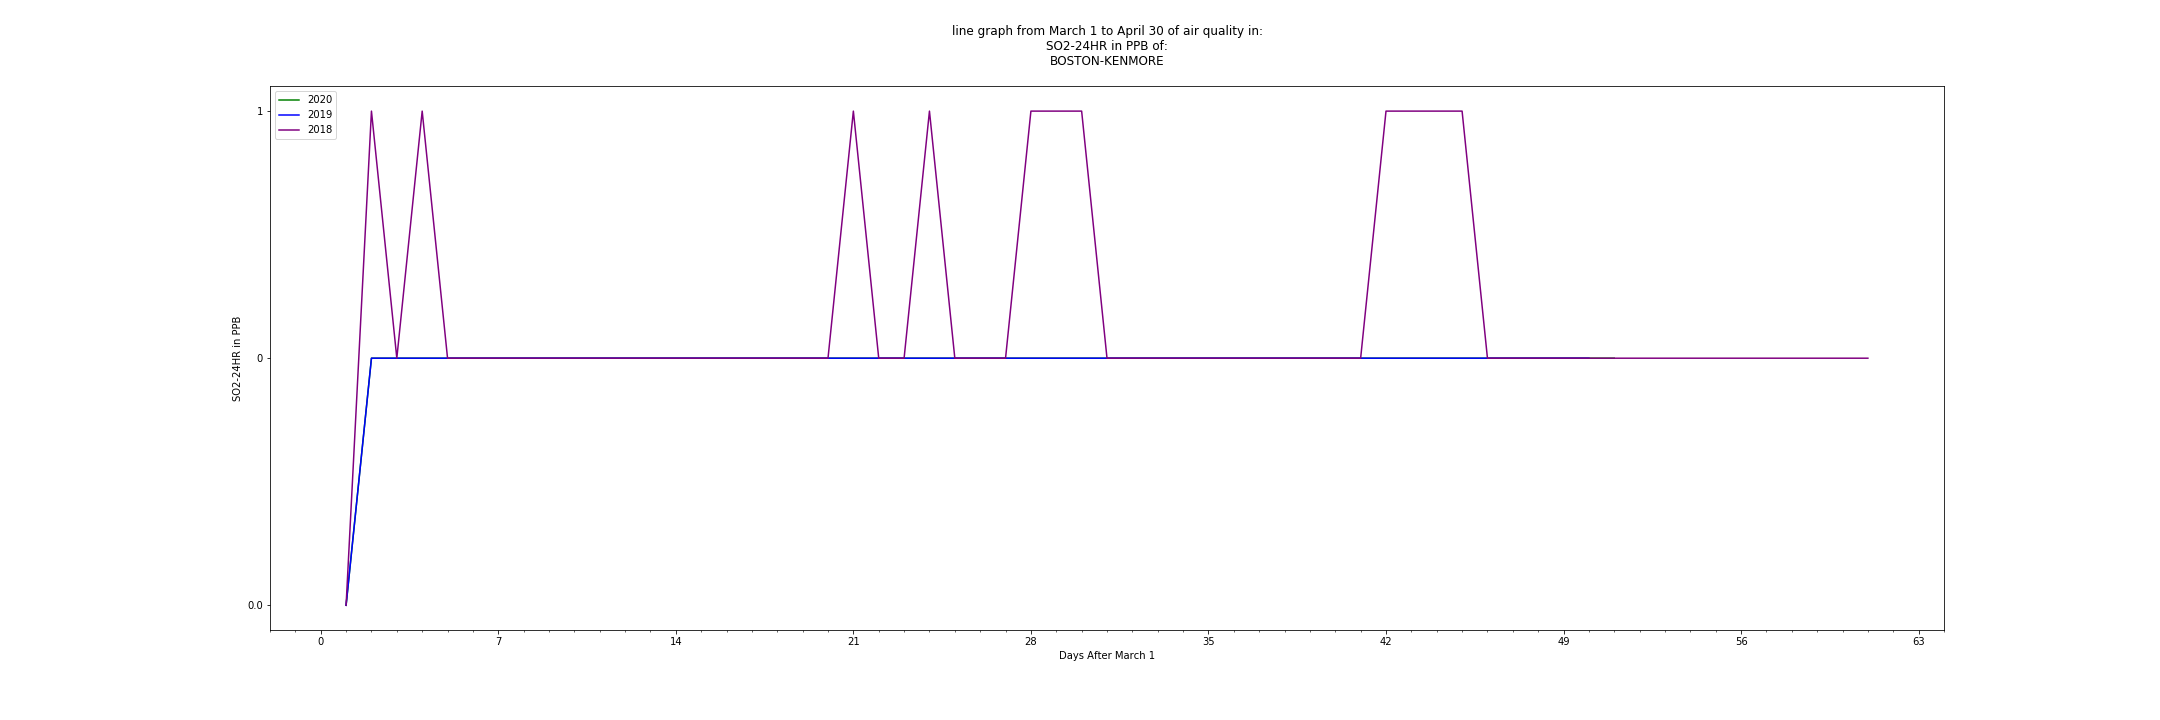 line graph from March 1 to April 30 of air quality in:
SO2-24HR in PPB of:
BOSTON-KENMORE
2020
2019
2018
1
0
0.0
SO2-24HR in PPB
0 7 14 21 28 35 42 49 56 63
Days After March 1